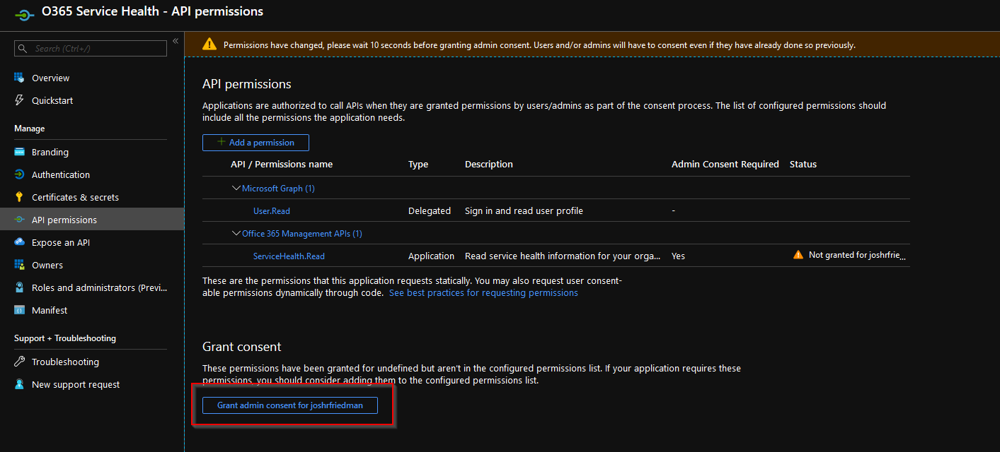 O365 Service Health - API permissions
Search (Ctrl+/)
«
Permissions have changed, please wait 10 seconds before granting admin consent. Users and/or admins will have to consent even if they have already done so previously.
Overview
Quickstart
Manage
Branding
Authentication
Certificates & secrets
API permissions
Expose an API
Owners
Roles and administrators (Previ...
Manifest
Support + Troubleshooting
Troubleshooting
New support request
API permissions
Applications are authorized to call APIs when they are granted permissions by users/admins as part of the consent process. The list of configured permissions should
include all the permissions the application needs.
+ Add a permission
API / Permissions name Type Description Admin Consent Required Status
Microsoft Graph (1)
User.Read Delegated Sign in and read user profile -
Office 365 Management APIs (1)
ServiceHealth.Read Application Read service health information for your orga... Yes Not granted for joshrfrie...
These are the permissions that this application requests statically. You may also request user consent-
able permissions dynamically through code. See best practices for requesting permissions
Grant consent
These permissions have been granted for undefined but aren't in the configured permissions list. If your application requires these
permissions, you should consider adding them to the configured permissions list.
Grant admin consent for joshrfriedman